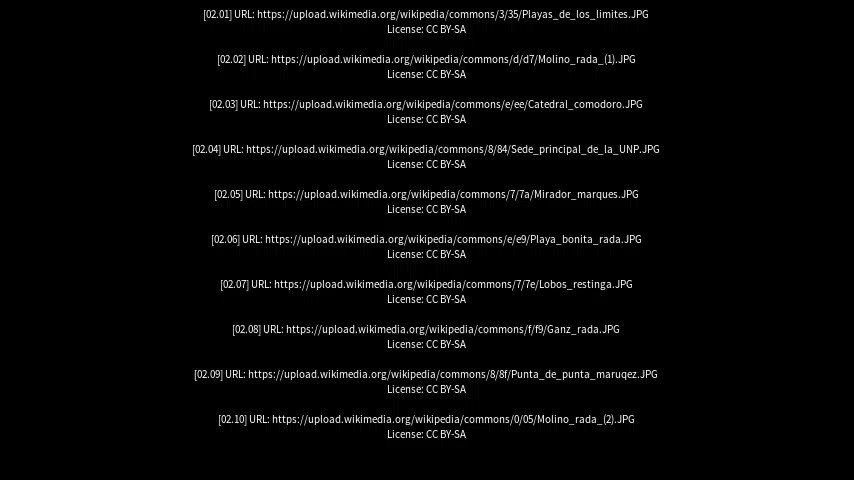 [02.01] URL: https://upload.wikimedia.org/wikipedia/commons/3/35/Playas_de_los_limites.JPG
License: CC BY-SA
[02.02] URL: https://upload.wikimedia.org/wikipedia/commons/d/d7/Molino_rada_(1).JPG
License: CC BY-SA
[02.03] URL: https://upload.wikimedia.org/wikipedia/commons/e/ee/Catedral_comodoro.JPG
License: CC BY-SA
[02.04] URL: https://upload.wikimedia.org/wikipedia/commons/8/84/Sede_principal_de_la_UNP.JPG
License: CC BY-SA
[02.05] URL: https://upload.wikimedia.org/wikipedia/commons/7/7a/Mirador_marques.JPG
License: CC BY-SA
[02.06] URL: https://upload.wikimedia.org/wikipedia/commons/e/e9/Playa_bonita_rada.JPG
License: CC BY-SA
[02.07] URL: https://upload.wikimedia.org/wikipedia/commons/7/7e/Lobos_restinga.JPG
License: CC BY-SA
[02.08] URL: https://upload.wikimedia.org/wikipedia/commons/f/f9/Ganz_rada.JPG
License: CC BY-SA
[02.09] URL: https://upload.wikimedia.org/wikipedia/commons/8/8f/Punta_de_punta_maruqez.JPG
License: CC BY-SA
[02.10] URL: https://upload.wikimedia.org/wikipedia/commons/0/05/Molino_rada_(2).JPG
License: CC BY-SA